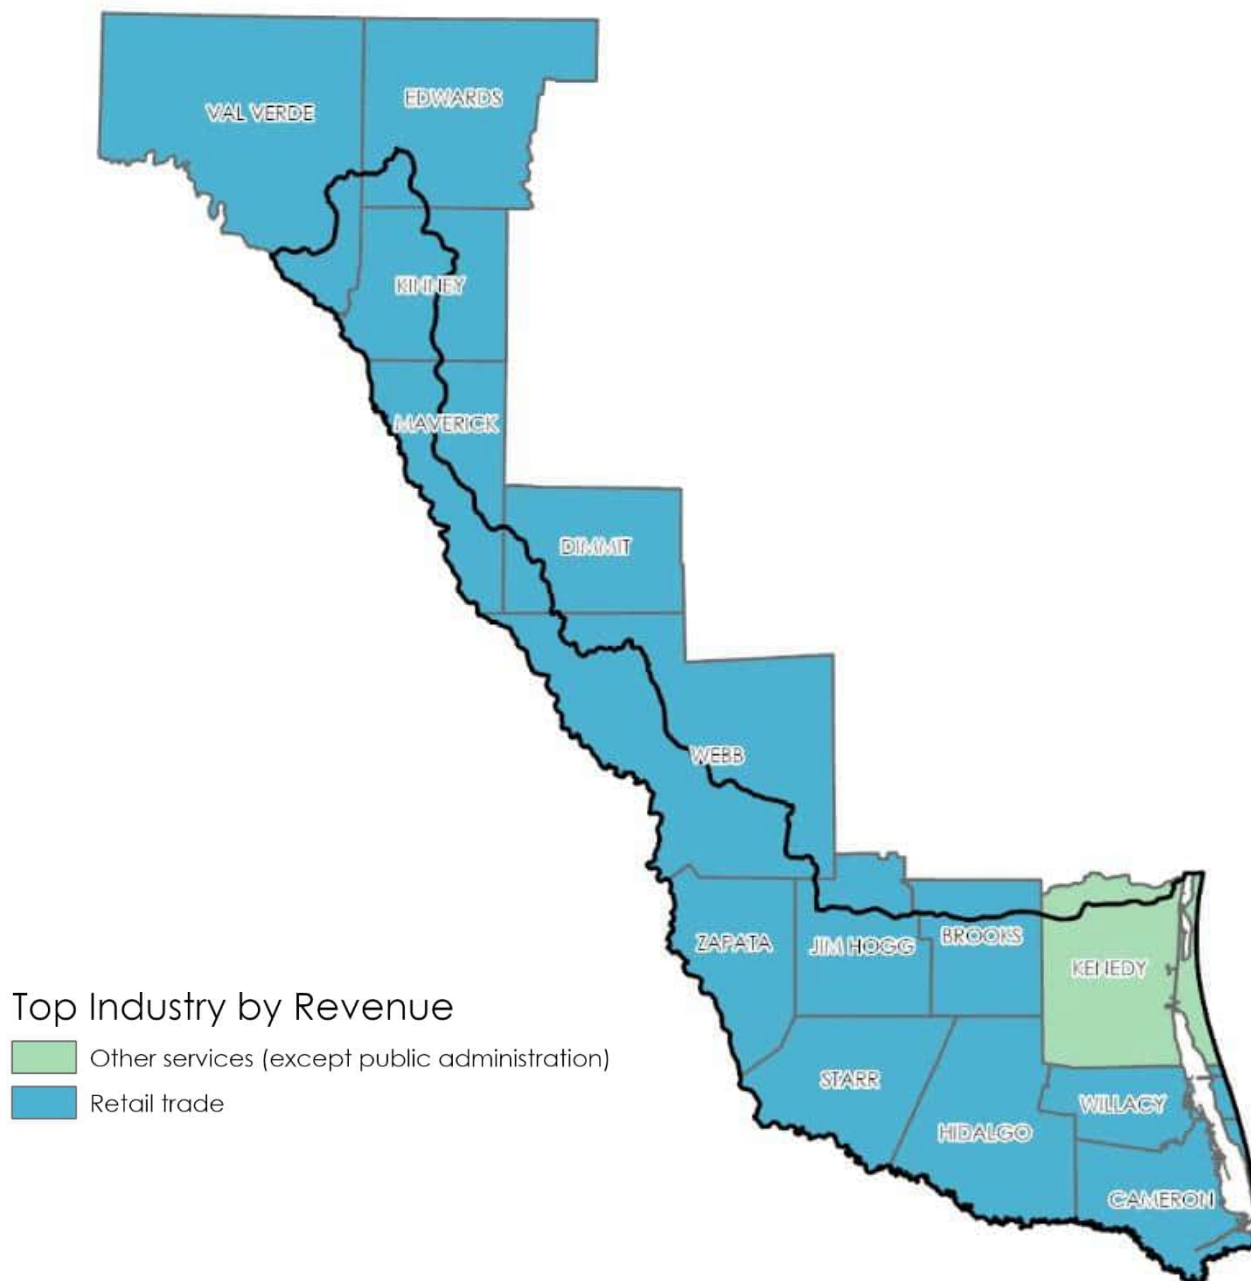 VAL VERDE
EDWARDS
KINNEY
MAVERICK
DIMMIT
WEBB
ZAPATA
JIM HOGG
BROOKS
KENEDY
STARR
HIDALGO
WILLACY
CAMERON
Top Industry by Revenue
Other services (except public administration)
Retail trade